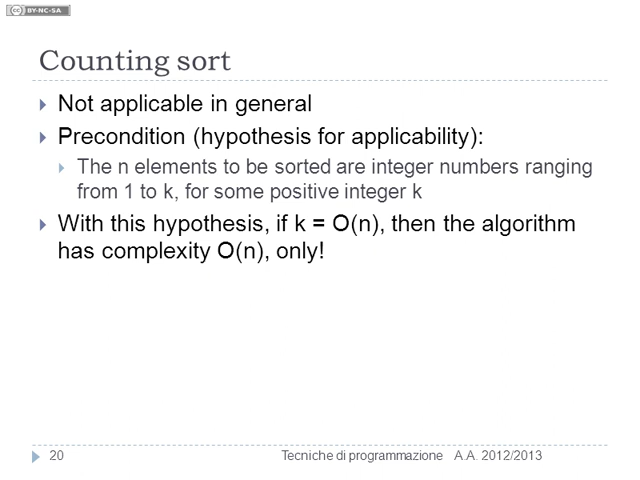 BY-NC-SA
Counting sort
Not applicable in general
Precondition (hypothesis for applicability):
The n elements to be sorted are integer numbers ranging
from 1 to k, for some positive integer k
With this hypothesis, if k = O(n), then the algorithm
has complexity O(n), only!
20 Tecniche di programmazione A.A. 2012/2013